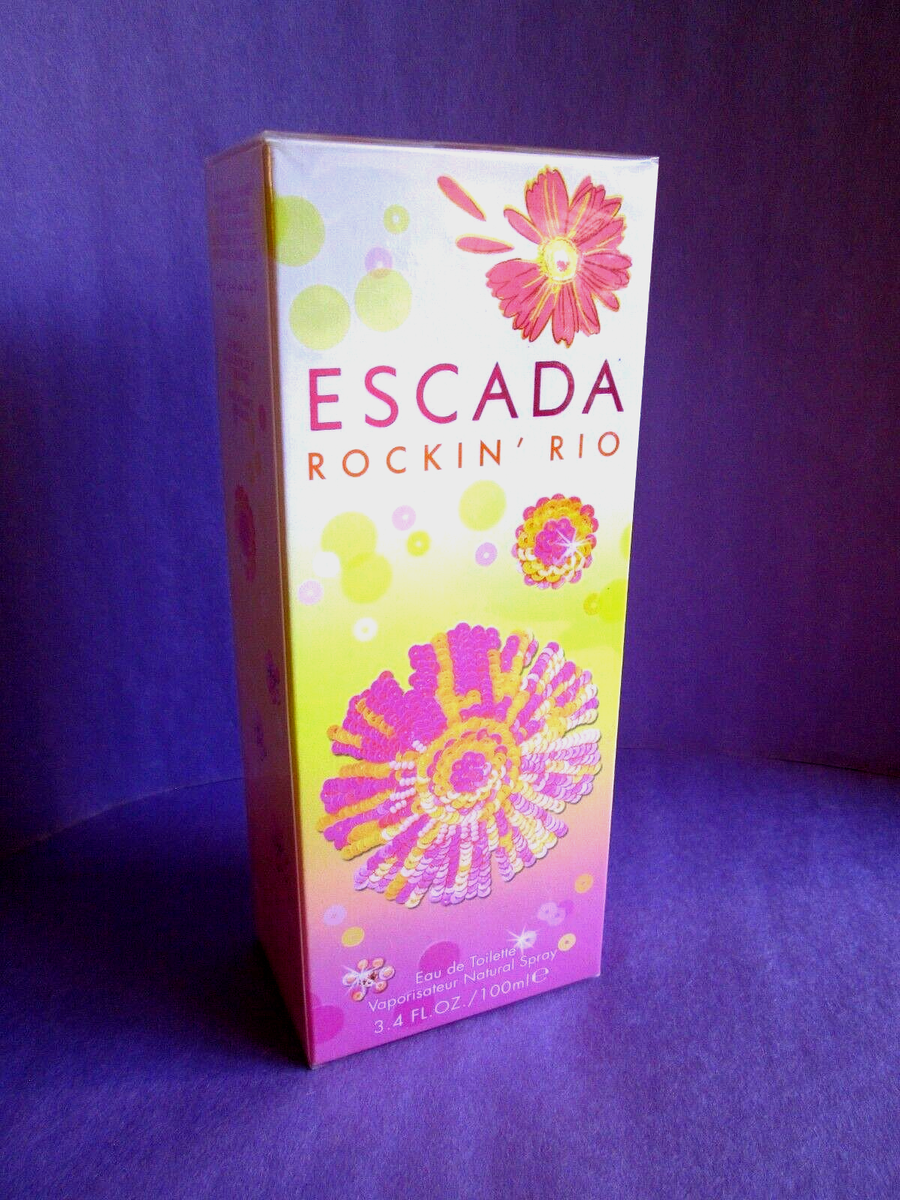 ESCADA
ROCKIN' RIO
Eau de Toilette
Vaporisateur Natural Spray
3.4 FL.OZ./100ml ℮